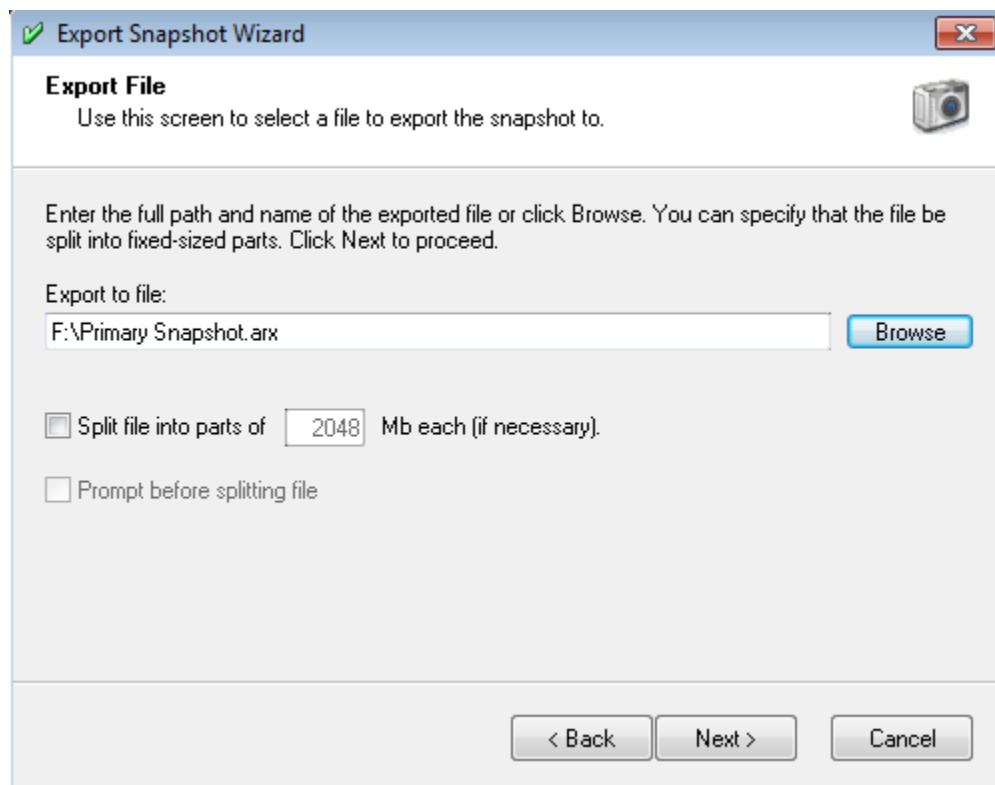 Export Snapshot Wizard
Export File
Use this screen to select a file to export the snapshot to.
Enter the full path and name of the exported file or click Browse. You can specify that the file be
split into fixed-sized parts. Click Next to proceed.
Export to file:
F:\Primary Snapshot.arx
Browse
Split file into parts of 2048 Mb each (if necessary).
Prompt before splitting file
< Back Next > Cancel